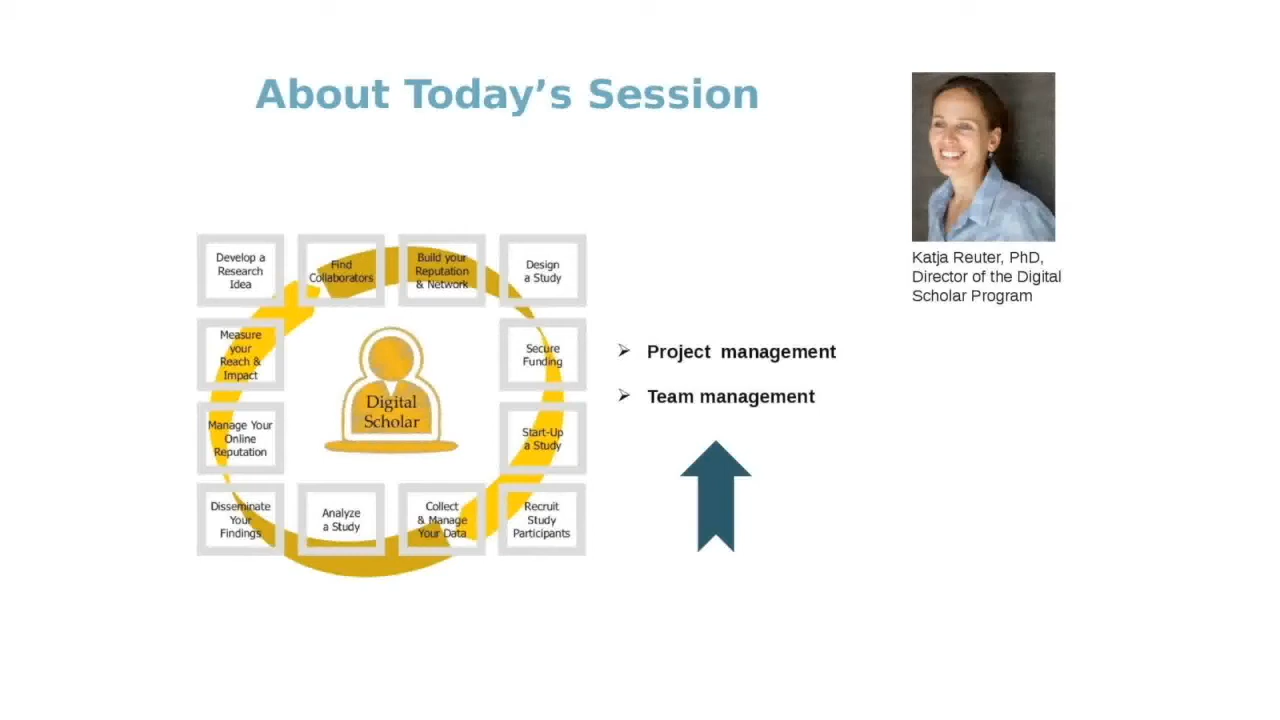 About Today's Session
Katja Reuter, PhD,
Director of the Digital
Scholar Program
Develop a
Research
Idea
Find
Collaborators
Build your
Reputation
& Network
Design
a Study
Measure
your
Reach &
Impact
Secure
Funding
Digital
Scholar
Manage Your
Online
Reputation
Start-Up
a Study
Disseminate
Your
Findings
Analyze
a Study
Collect
& Manage
Your Data
Recruit
Study
Participants
Project management
Team management